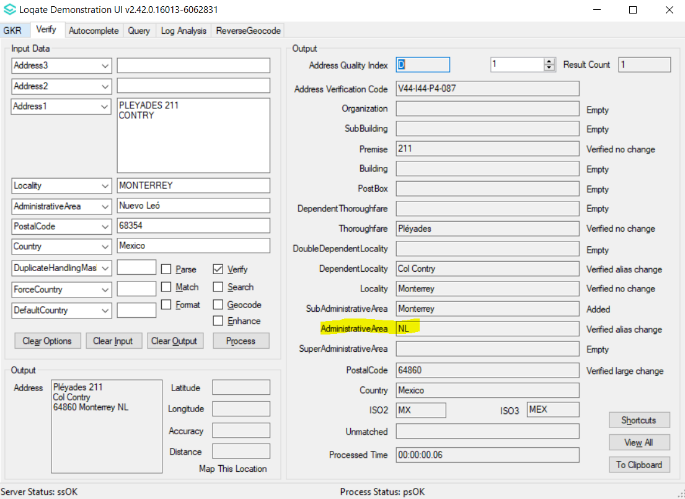 Loqate Demonstration UI v2.42.0.16013-6062831
GKR Verify Autocomplete Query Log Analysis ReverseGeocode
Input Data
Address3
Address2
Address1 PLEYADES 211
CONTRY
Locality MONTERREY
AdministrativeArea Nuevo Leó
PostalCode 68354
Country Mexico
DuplicateHandlingMas Parse Verify
ForceCountry Match Search
DefaultCountry Format Geocode
Enhance
Clear Options Clear Input Clear Output Process
Output
Address Pléyades 211
Col Contry
64860 Monterrey NL
Latitude
Longitude
Accuracy
Distance
Map This Location
Output
Address Quality Index D 1 Result Count 1
Address Verification Code V44-I44-P4-087
Organization Empty
SubBuilding Empty
Premise 211 Verified no change
Building Empty
PostBox Empty
DependentThoroughfare Empty
Thoroughfare Pléyades Verified no change
DoubleDependentLocality Empty
DependentLocality Col Contry Verified alias change
Locality Monterrey Verified no change
SubAdministrativeArea Monterrey Added
AdministrativeArea NL Verified alias change
SuperAdministrativeArea Empty
PostalCode 64860 Verified large change
Country Mexico
ISO2 MX ISO3 MEX
Unmatched
Processed Time 00:00:00.06
Shortcuts
View All
To Clipboard
Server Status: ssOK Process Status: psOK